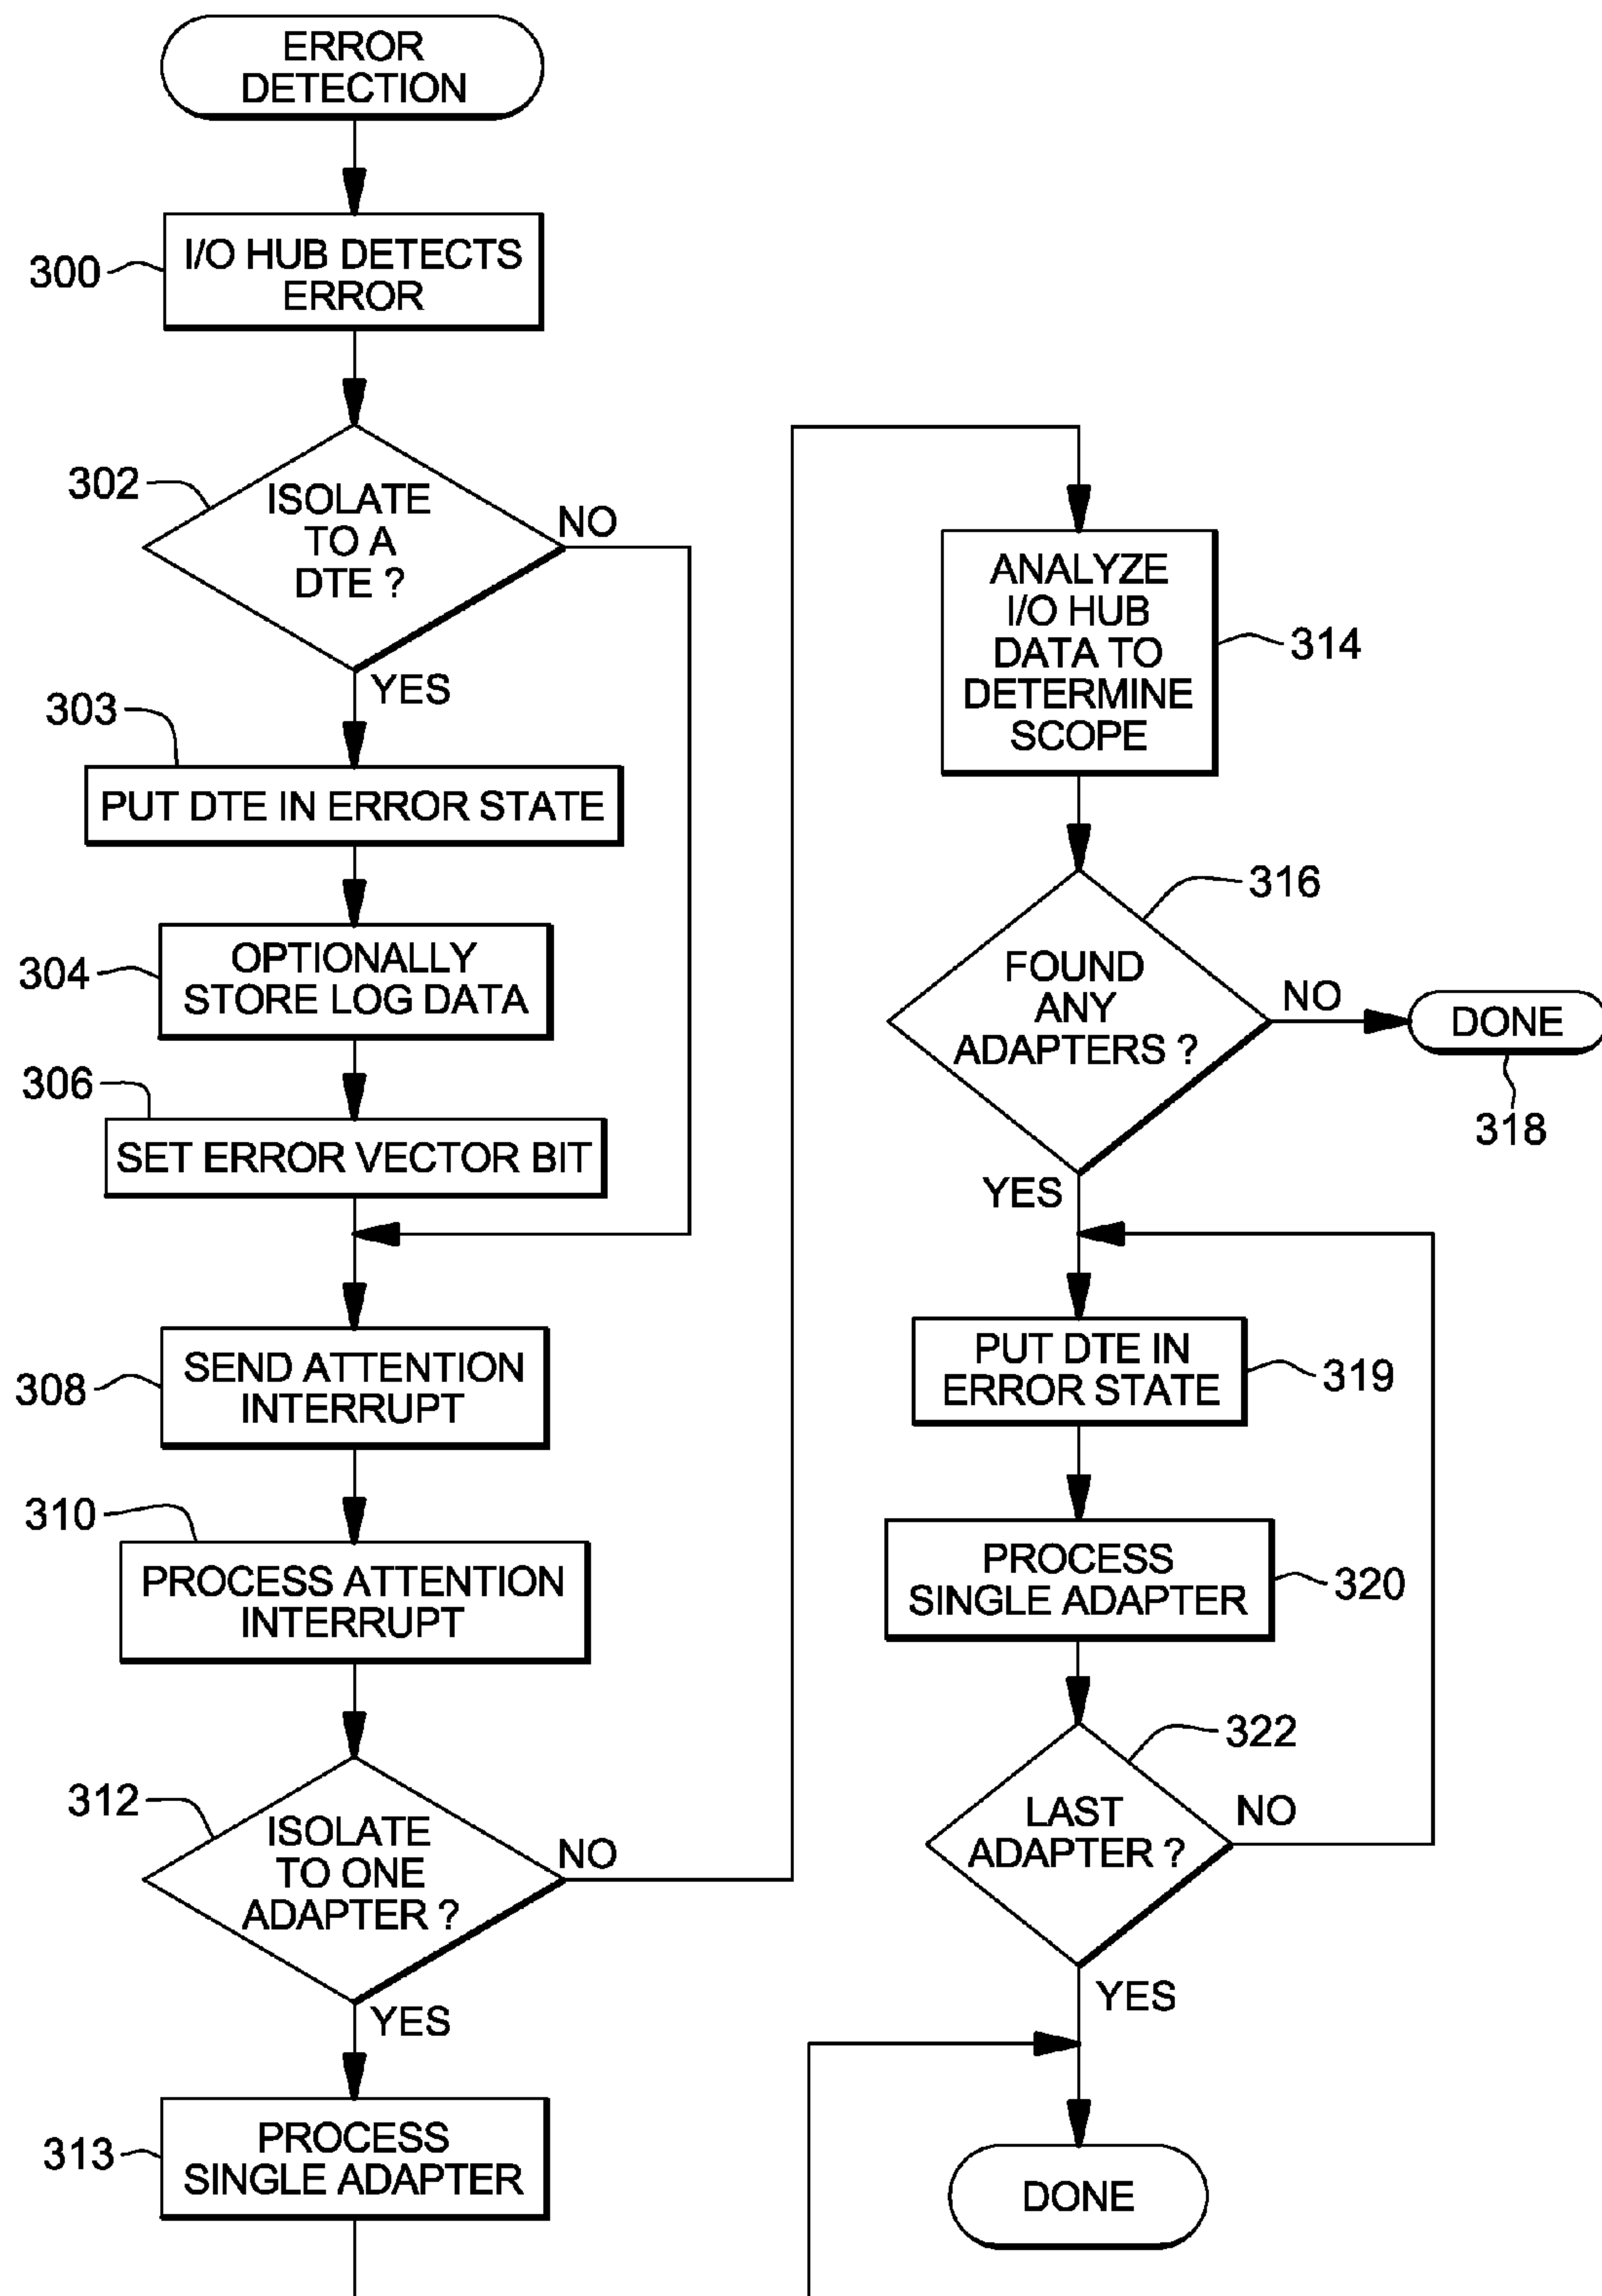 ERROR
DETECTION
300
I/O HUB DETECTS
ERROR
302
ISOLATE
TO A
DTE ?
NO
YES
303
PUT DTE IN ERROR STATE
304
OPTIONALLY
STORE LOG DATA
306
SET ERROR VECTOR BIT
308
SEND ATTENTION
INTERRUPT
310
PROCESS ATTENTION
INTERRUPT
312
ISOLATE
TO ONE
ADAPTER ?
NO
YES
313
PROCESS
SINGLE ADAPTER
ANALYZE
I/O HUB
DATA TO
DETERMINE
SCOPE
314
316
FOUND
ANY
ADAPTERS ?
NO
DONE
318
YES
PUT DTE IN
ERROR STATE
319
PROCESS
SINGLE ADAPTER
320
322
LAST
ADAPTER ?
NO
YES
DONE